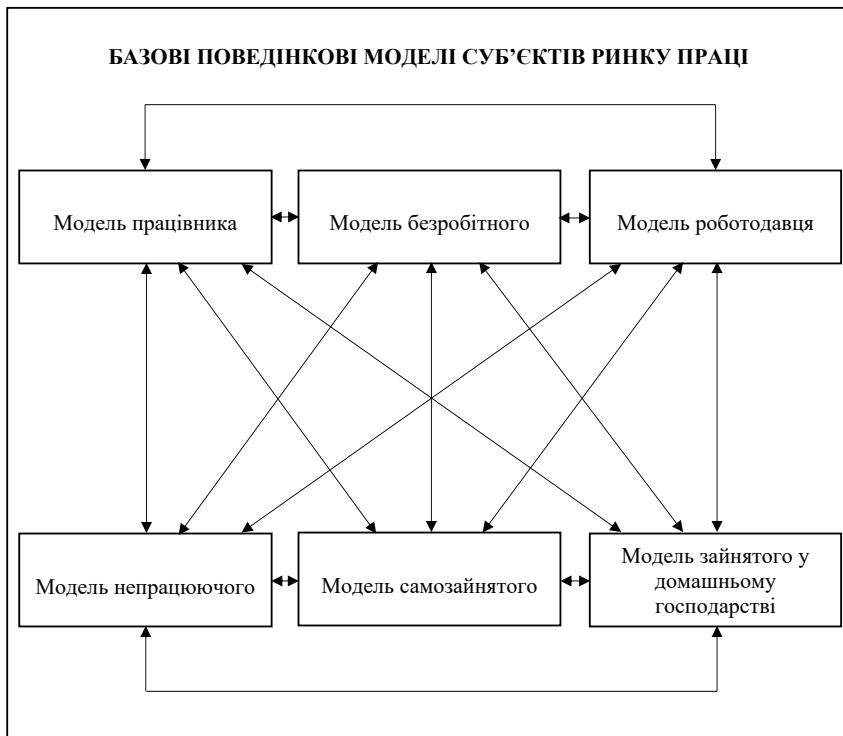 БАЗОВІ ПОВЕДІНКОВІ МОДЕЛІ СУБ’ЄКТІВ РИНКУ ПРАЦІ
Модель працівника
Модель безробітного
Модель роботодавця
Модель непрацюючого
Модель самозайнятого
Модель зайнятого у
домашньому
господарстві